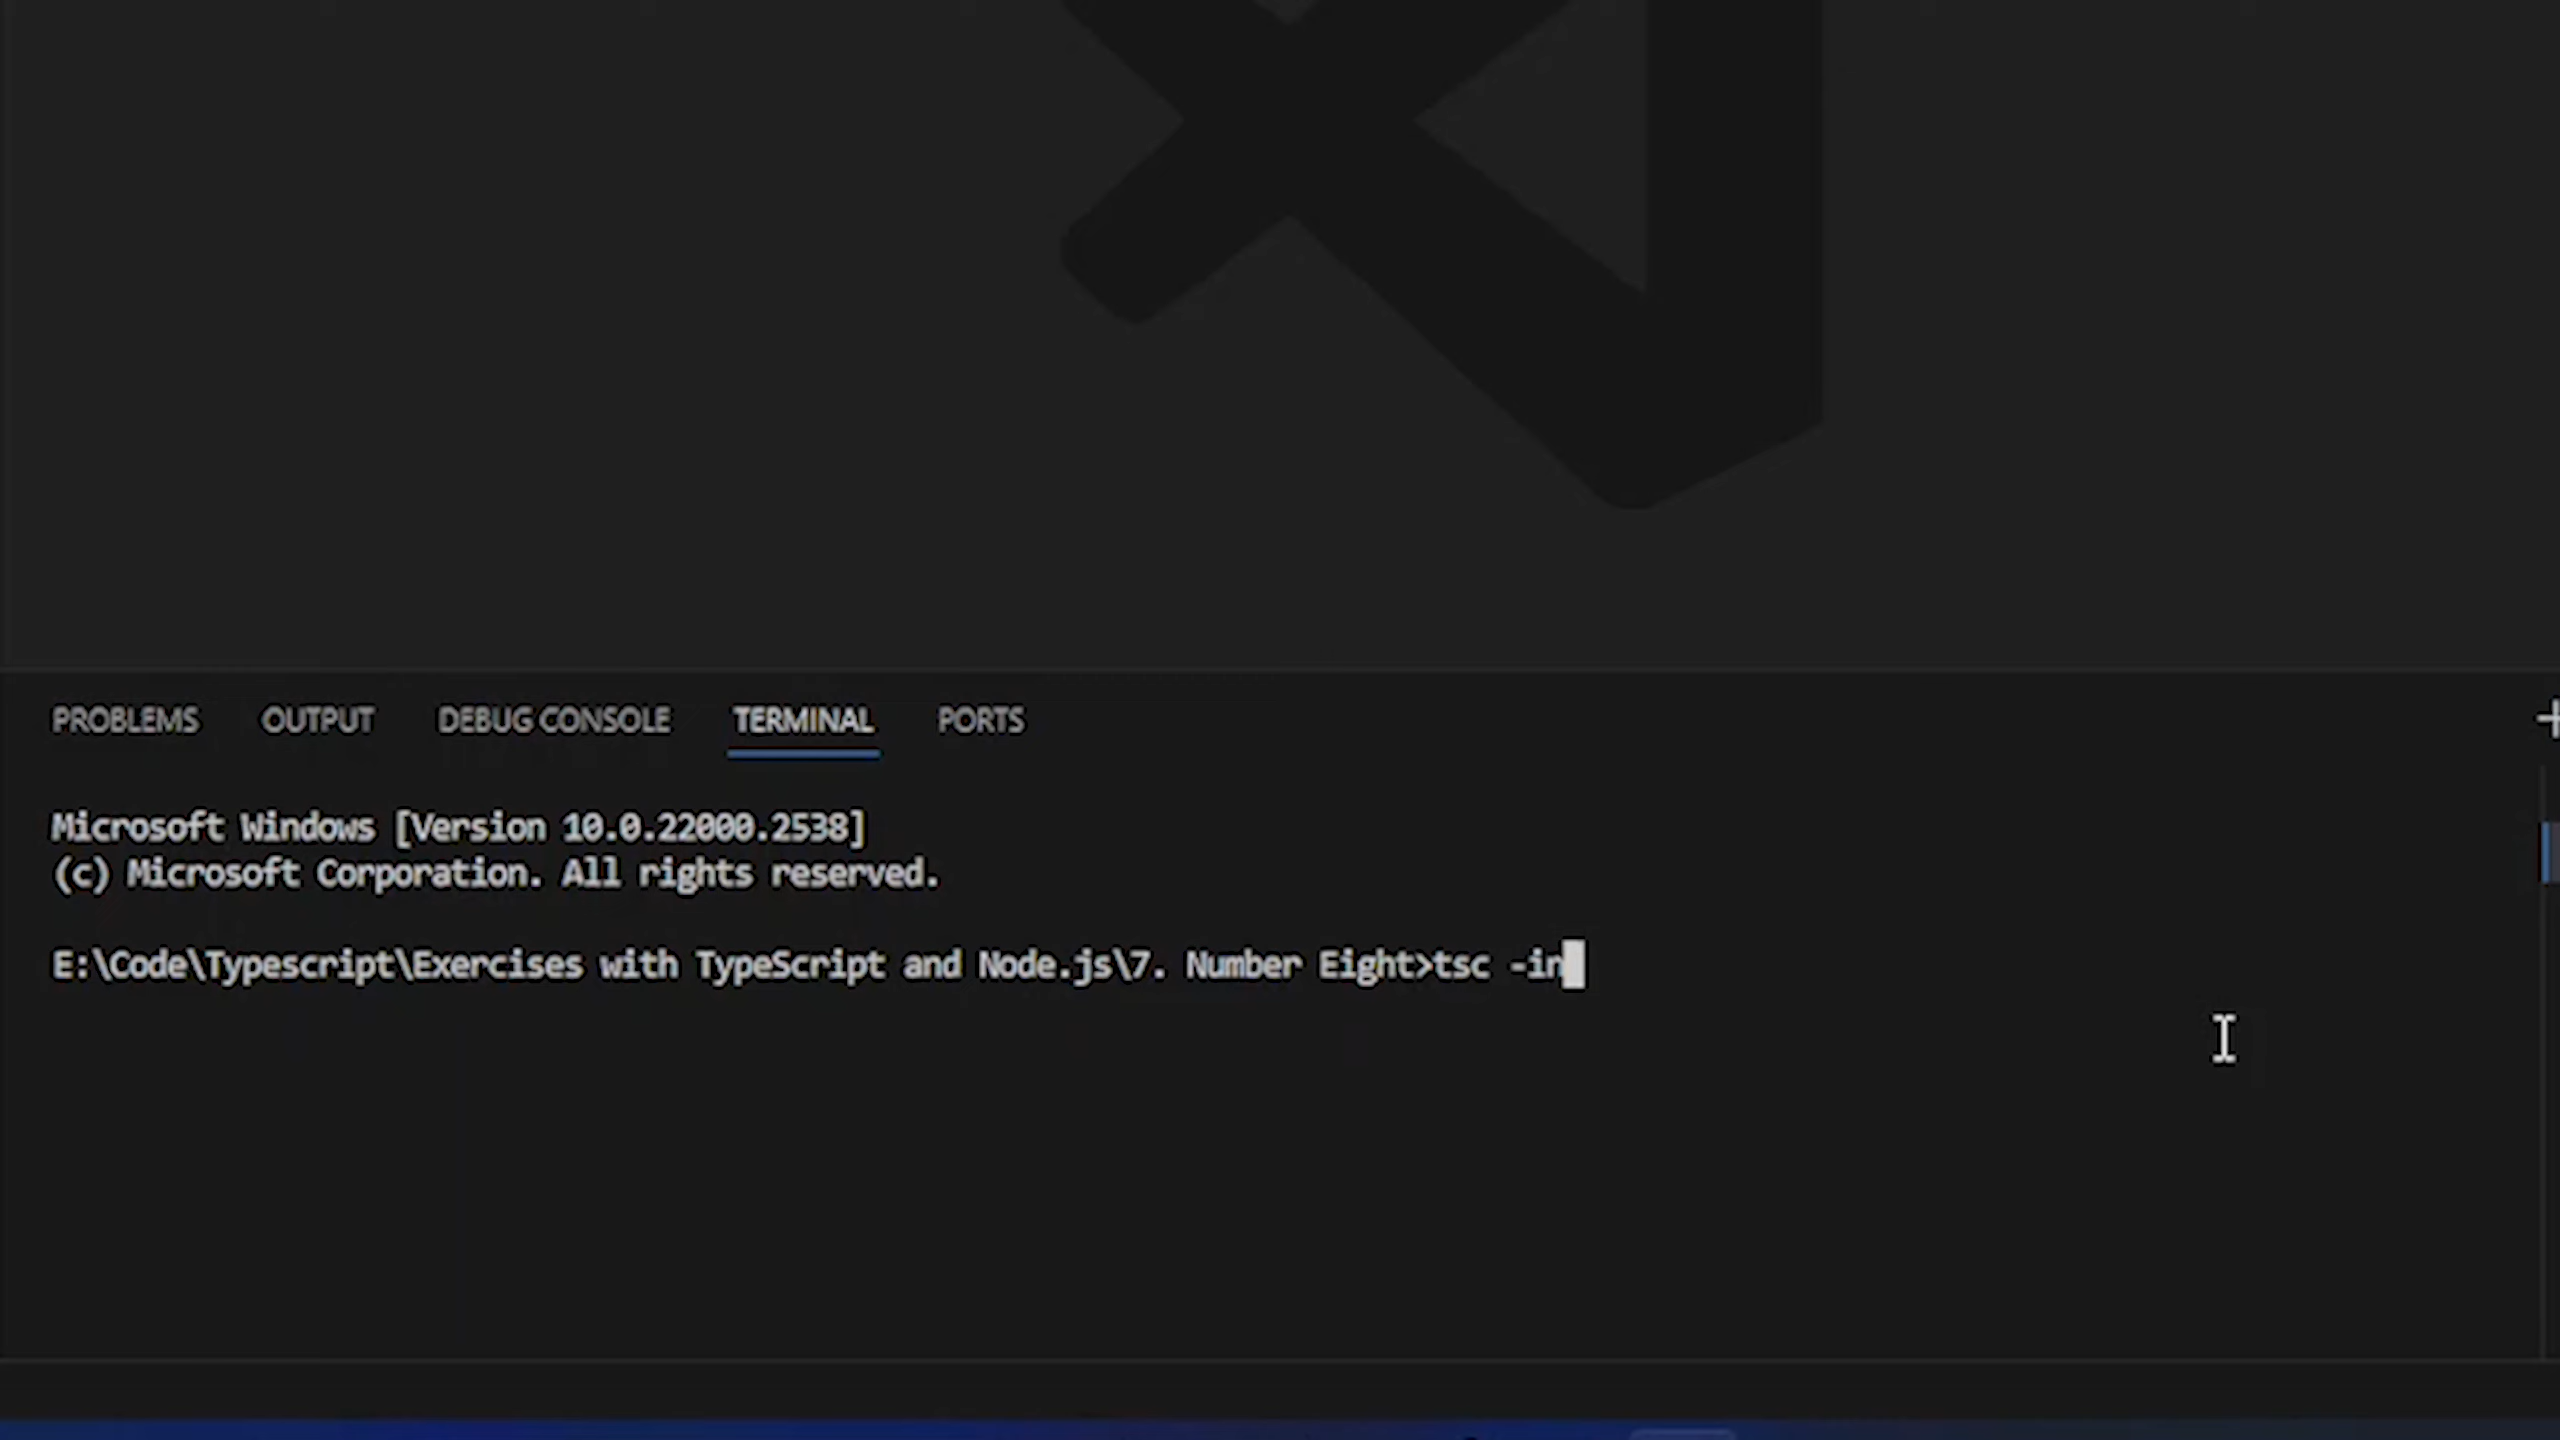 PROBLEMS OUTPUT DEBUG CONSOLE TERMINAL PORTS
Microsoft Windows [Version 10.0.22000.2538]
(c) Microsoft Corporation. All rights reserved.
E:\Code\Typescript\Exercises with TypeScript and Node.js\7. Number Eight>tsc -in